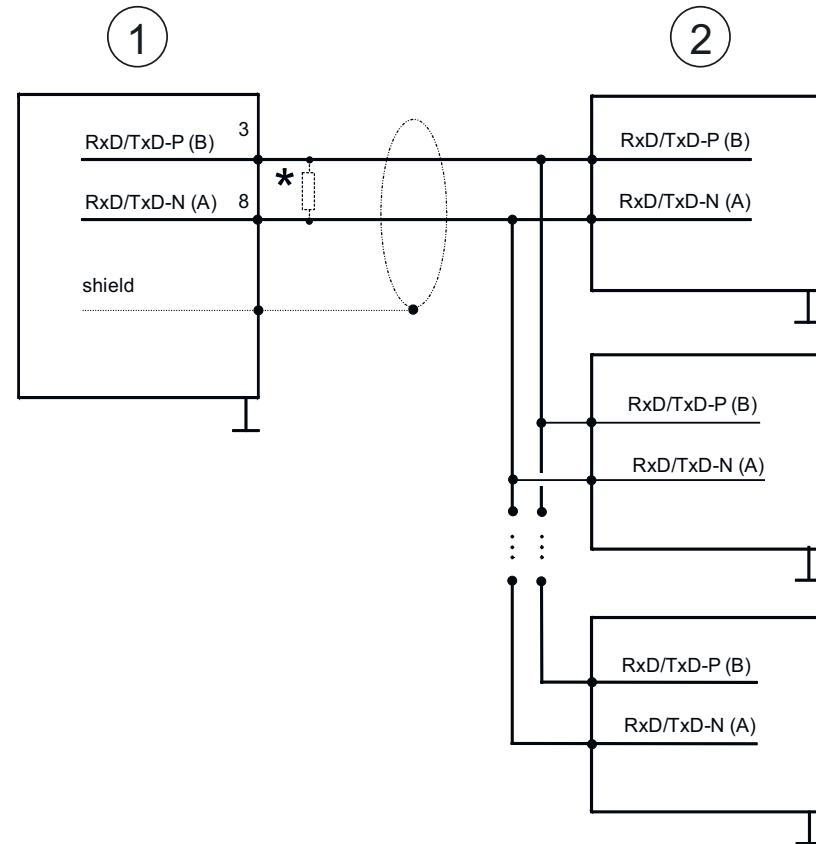 1
2
RxD/TxD-P (B)
3
RxD/TxD-P (B)
*
RxD/TxD-N (A)
8
RxD/TxD-N (A)
shield
RxD/TxD-P (B)
RxD/TxD-N (A)
RxD/TxD-P (B)
RxD/TxD-N (A)